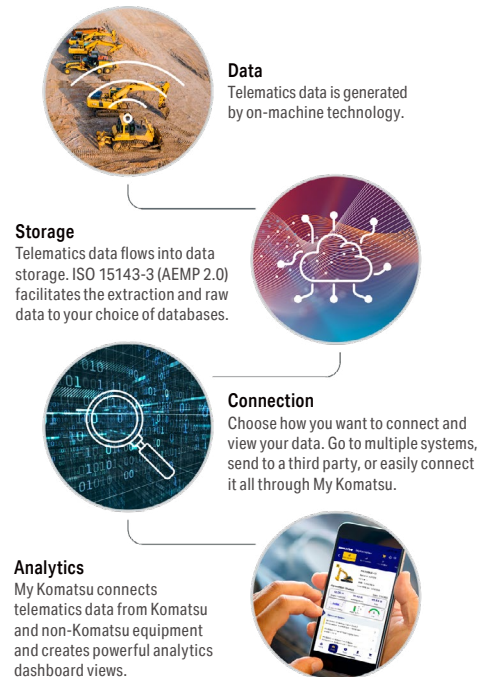 Data
Telematics data is generated
by on-machine technology.
Storage
Telematics data flows into data
storage. ISO 15143-3 (AEMP 2.0)
facilitates the extraction and raw
data to your choice of databases.
Connection
Choose how you want to connect and
view your data. Go to multiple systems,
send to a third party, or easily connect
it all through My Komatsu.
Analytics
My Komatsu connects
telematics data from Komatsu
and non-Komatsu equipment
and creates powerful analytics
dashboard views.